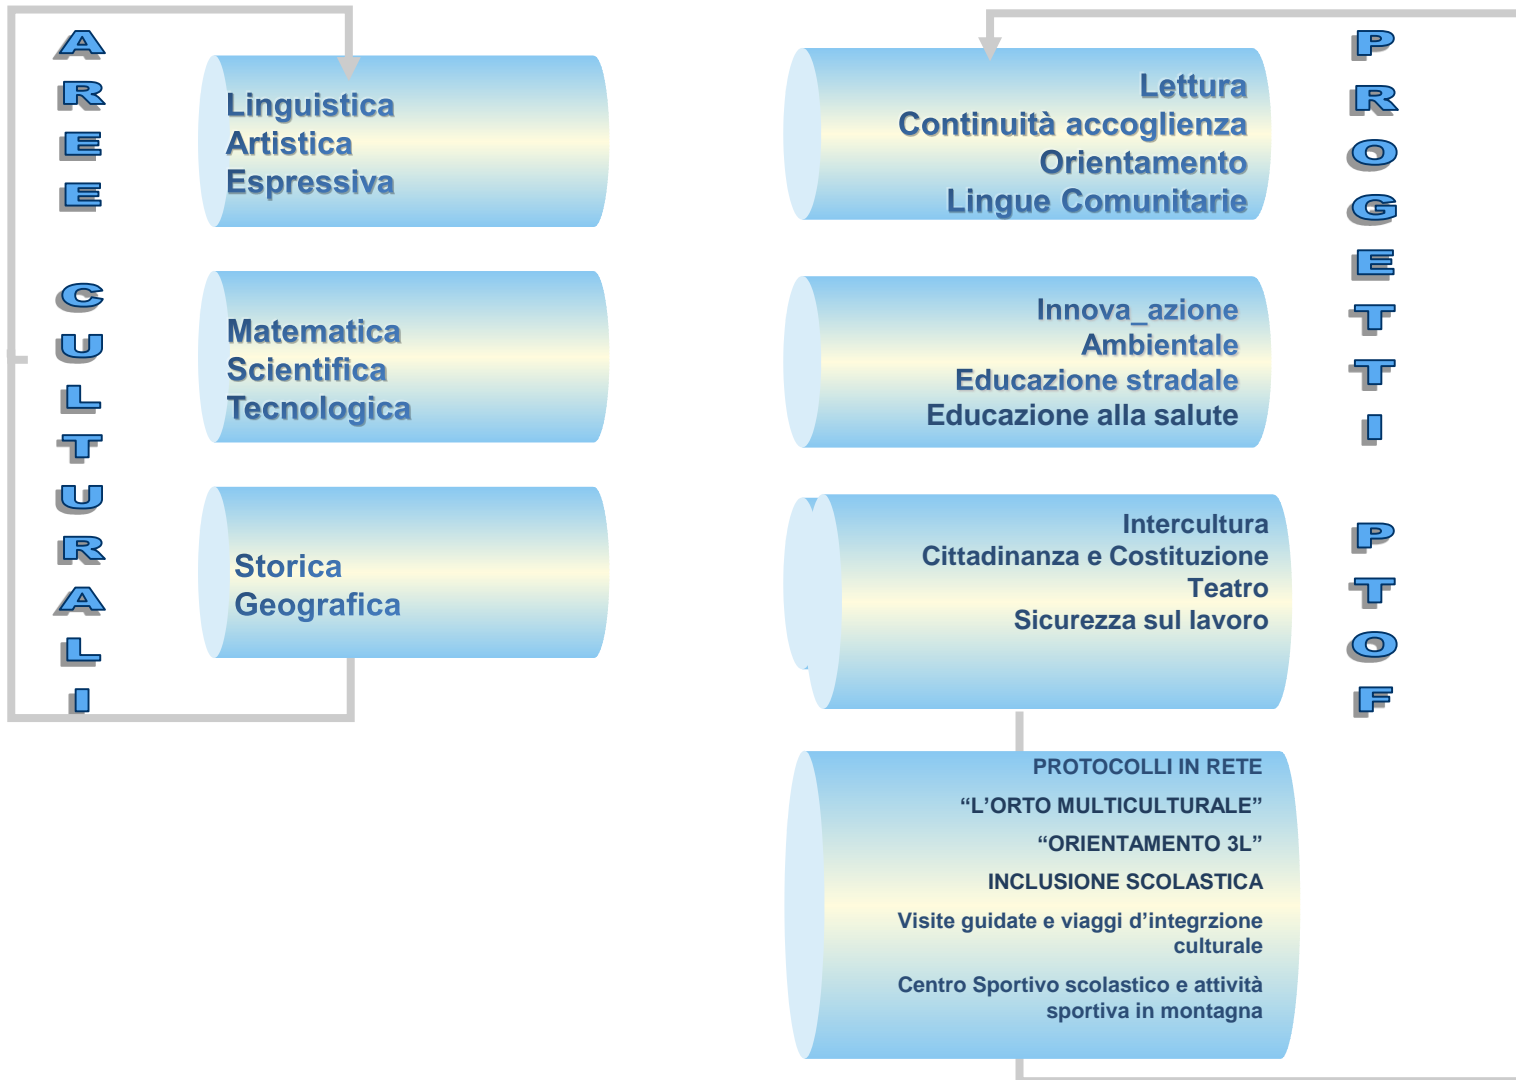 AREE CULTURALI
Linguistica
Artistica
Espressiva
Matematica
Scientifica
Tecnologica
Storica
Geografica
Lettura
Continuità accoglienza
Orientamento
Lingue Comunitarie
Innova_azione
Ambientale
Educazione stradale
Educazione alla salute
Intercultura
Cittadinanza e Costituzione
Teatro
Sicurezza sul lavoro
PROTOCOLLI IN RETE
“L’ORTO MULTICULTURALE”
“ORIENTAMENTO 3L”
INCLUSIONE SCOLASTICA
Visite guidate e viaggi d’integrzione
culturale
Centro Sportivo scolastico e attività
sportiva in montagna
PROGETTI PTOF